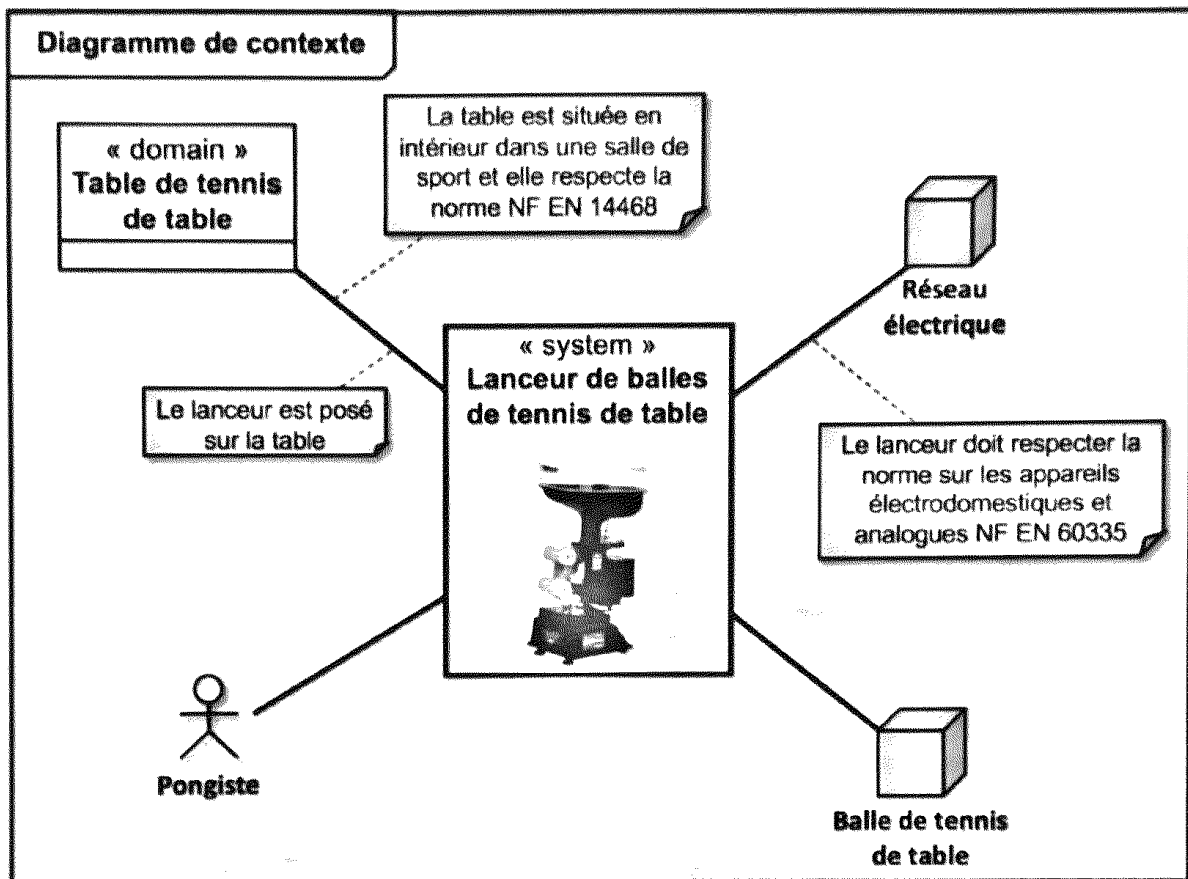 Diagramme de contexte
« domain »
Table de tennis
de table
La table est située en
intérieur dans une salle de
sport et elle respecte la
norme NF EN 14468
Réseau
électrique
« system »
Lanceur de balles
de tennis de table
Le lanceur est posé
sur la table
Le lanceur doit respecter la
norme sur les appareils
électrodomestiques et
analogues NF EN 60335
Pongiste
Balle de tennis
de table